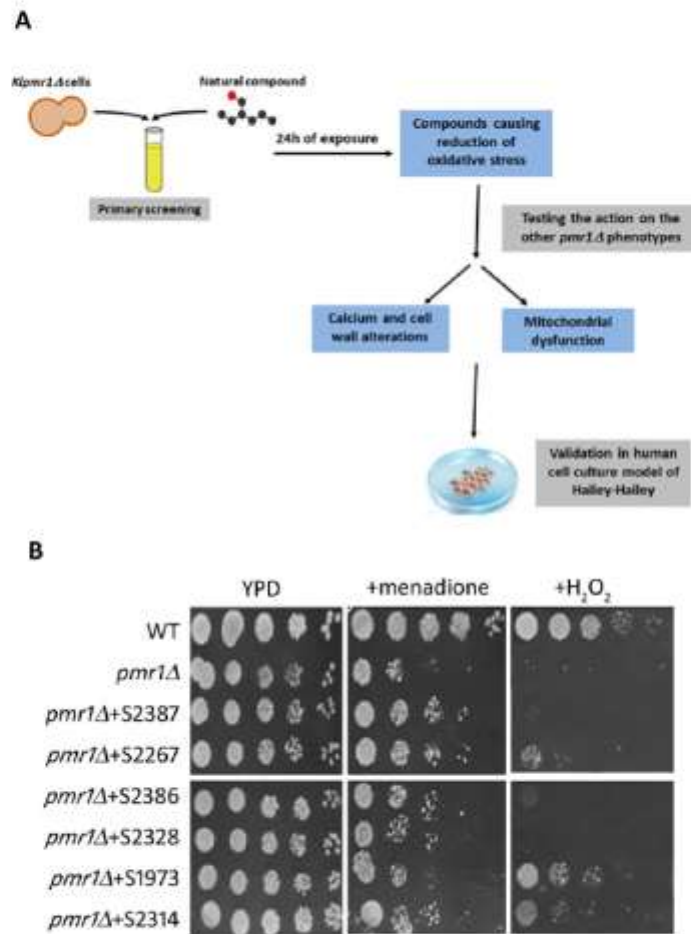 A
Klpmr1Δ cells
Natural compound
24h of exposure
Primary screening
Compounds causing
reduction of
oxidative stress
Testing the action on the
other pmr1Δ phenotypes
Calcium and cell
wall alterations
Mitochondrial
dysfunction
Validation in human
cell culture model of
Hailey-Hailey
B
YPD
+menadione
+H₂O₂
WT
pmr1Δ
pmr1Δ+S2387
pmr1Δ+S2267
pmr1Δ+S2386
pmr1Δ+S2328
pmr1Δ+S1973
pmr1Δ+S2314